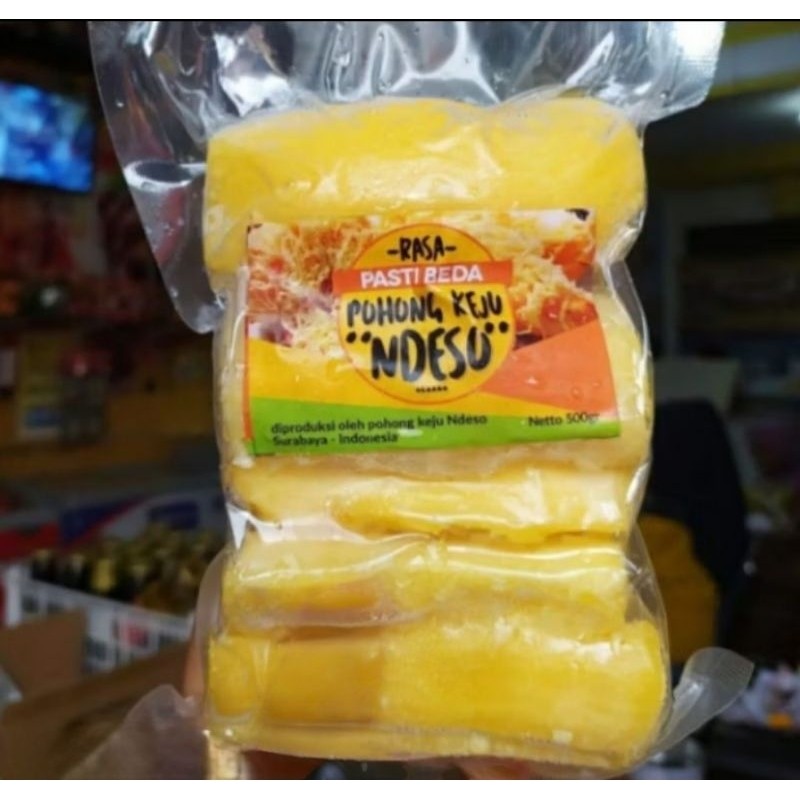 -RASA-
PASTI BEDA
POHONG KEJU
"NDESO"
diproduksi oleh pohong keju Ndeso
Surabaya - Indonesia
Netto 500gr